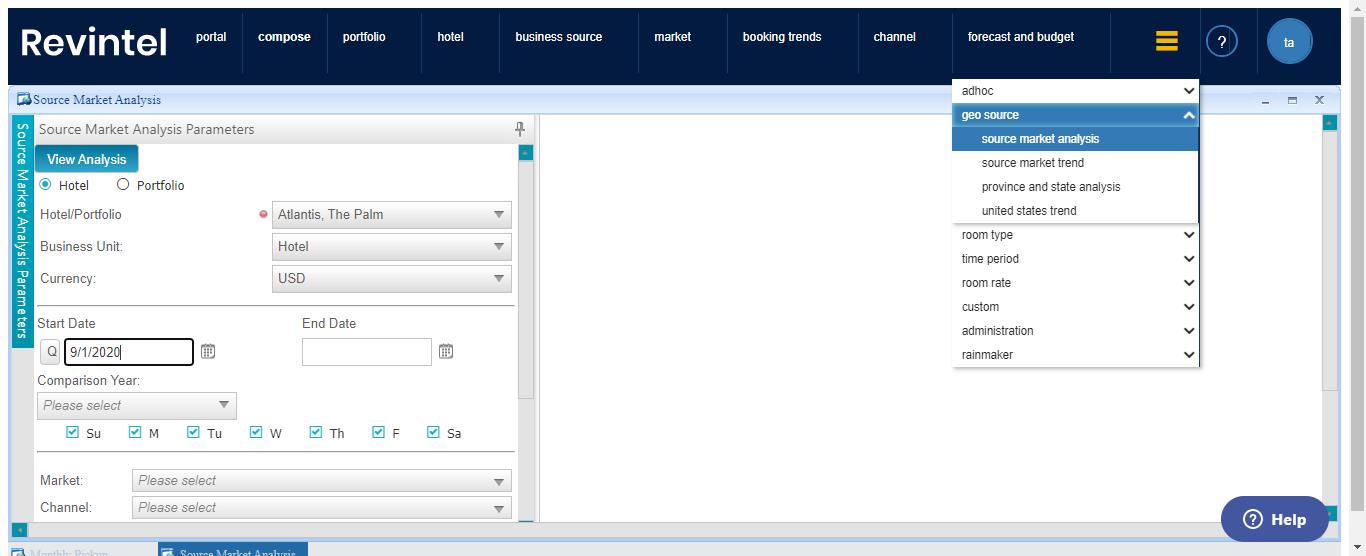 Revintel
portal
compose
portfolio
hotel
business source
market
booking trends
channel
forecast and budget
?
ta
Source Market Analysis
adhoc
geo source
source market analysis
source market trend
province and state analysis
united states trend
room type
time period
room rate
custom
administration
rainmaker
Source Market Analysis Parameters
Source Market Analysis Parameters
View Analysis
Hotel
Portfolio
Hotel/Portfolio
Atlantis, The Palm
Business Unit:
Hotel
Currency:
USD
Start Date
End Date
Q
9/1/2020
Comparison Year:
Please select
Su
M
Tu
W
Th
F
Sa
Market:
Please select
Channel:
Please select
? Help
Monthly Pickup
Source Market Analysis